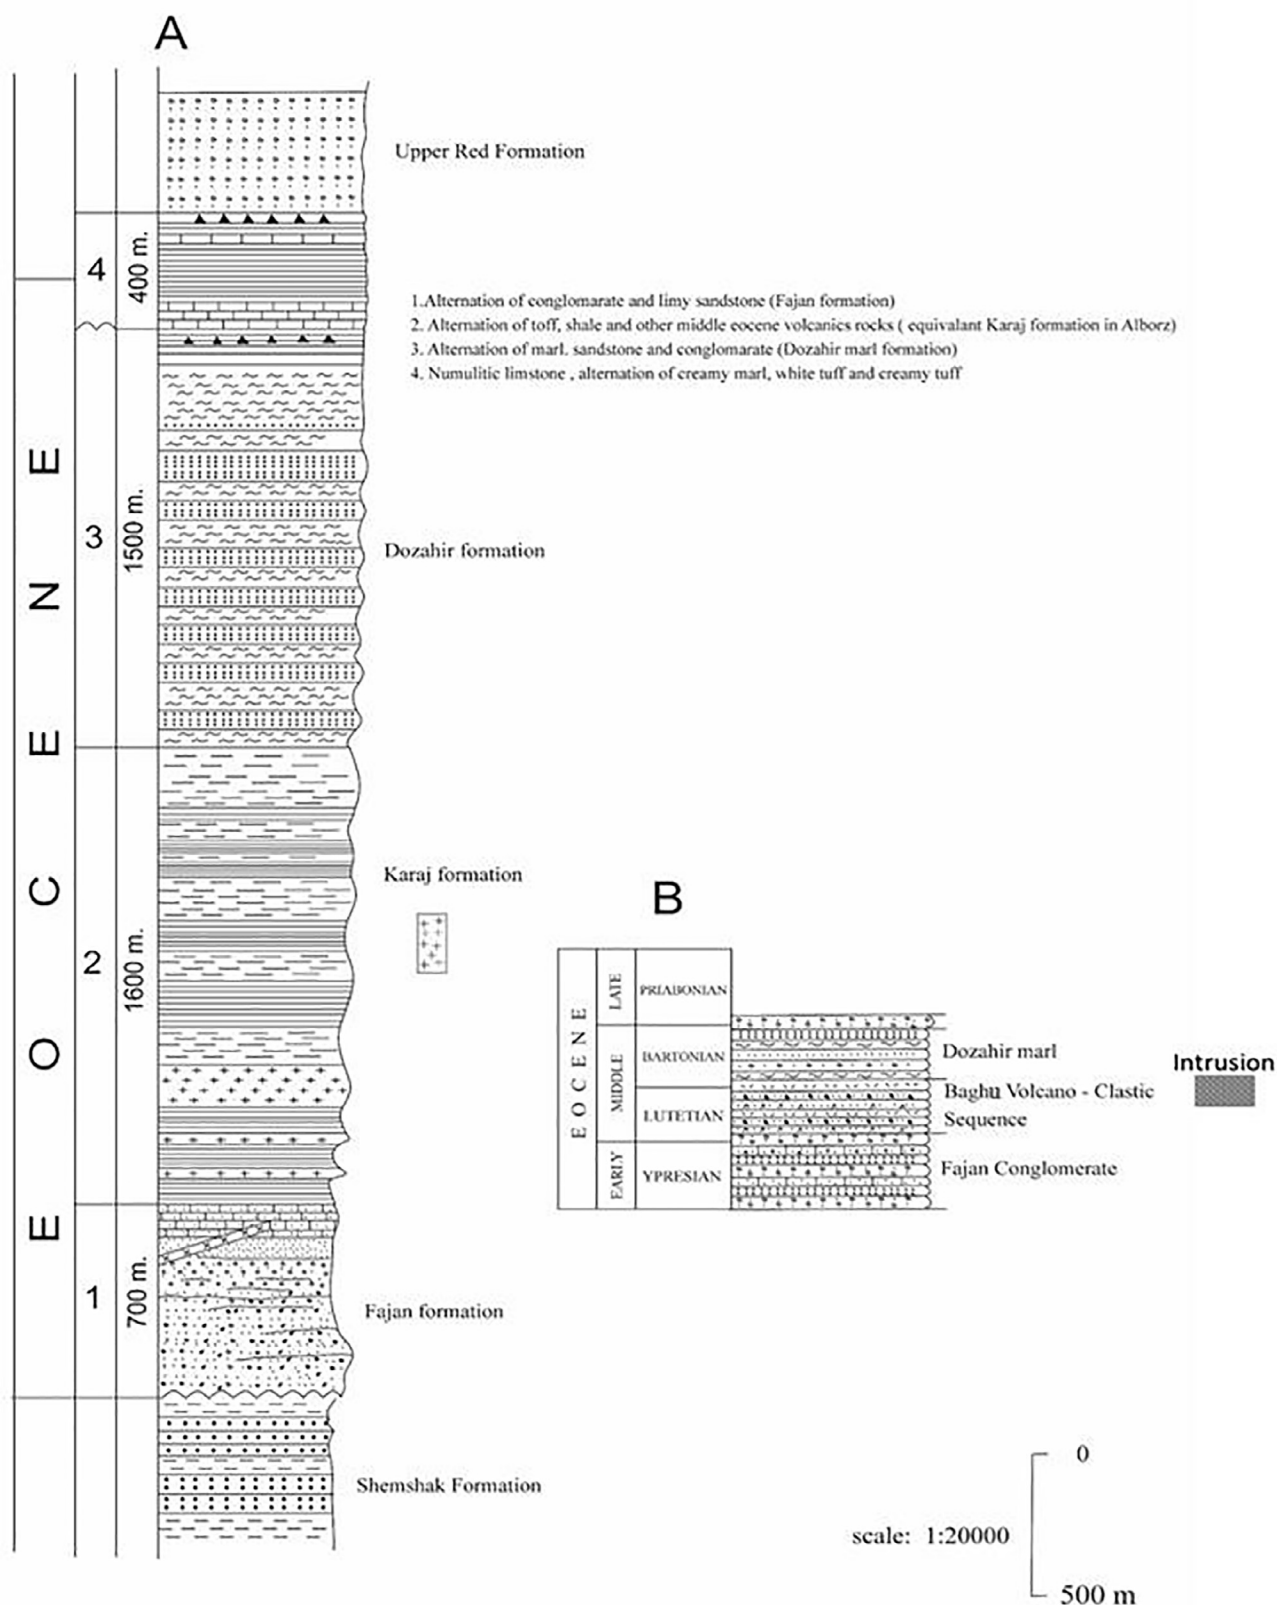 A
Upper Red Formation
4
400 m.
1.Alternation of conglomarate and limy sandstone (Fajan formation)
2. Alternation of toff, shale and other middle eocene volcanics rocks ( equivalant Karaj formation in Alborz)
3. Alternation of marl. sandstone and conglomarate (Dozahir marl formation)
4. Numulitic limstone , alternation of creamy marl, white tuff and creamy tuff
EOCENE
3
1500 m.
Dozahir formation
Karaj formation
2
1600 m.
1
700 m.
Fajan formation
Shemshak Formation
B
EOCENE
LATE
PRIABONIAN
MIDDLE
BARTONIAN
LUTETIAN
EARLY
YPRESIAN
Dozahir marl
Baghu Volcano - Clastic
Sequence
Fajan Conglomerate
Intrusion
scale: 1:20000
0
500 m